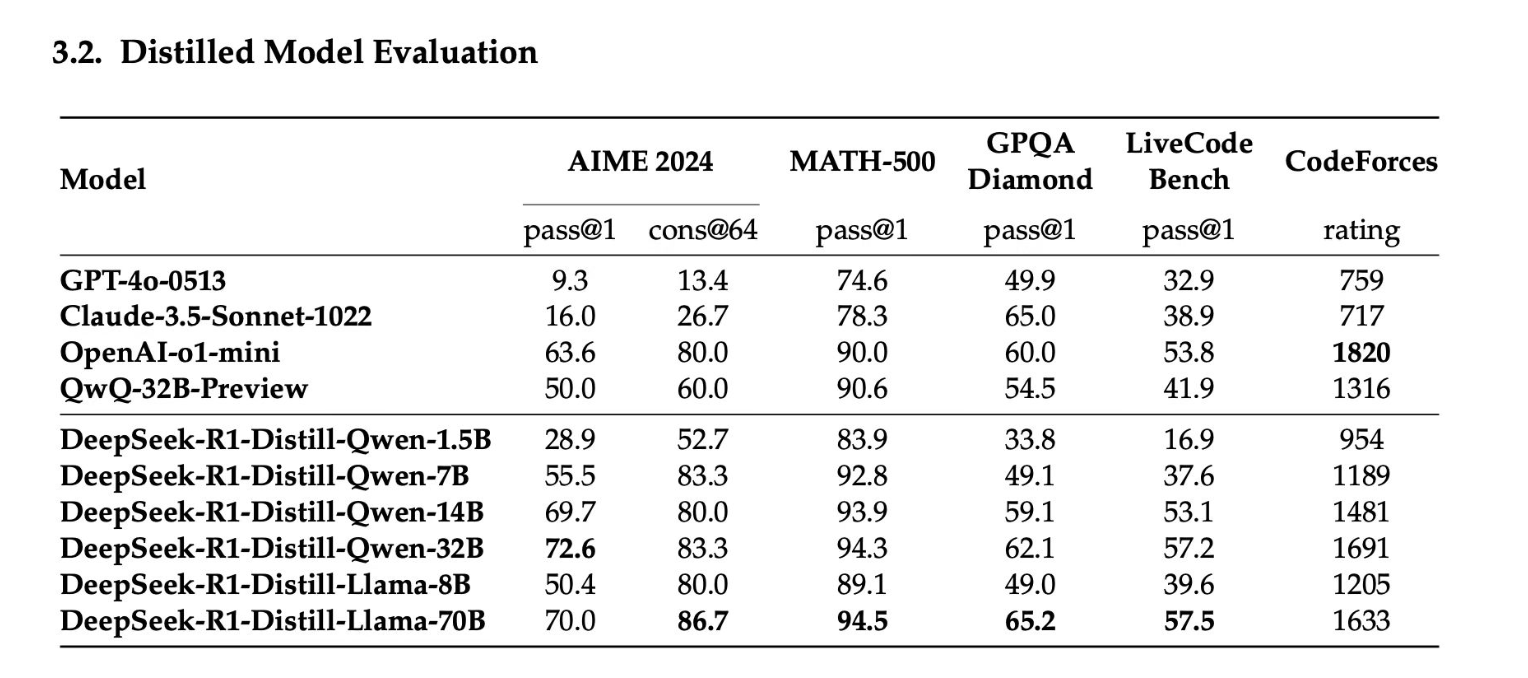 3.2. Distilled Model Evaluation
Model AIME 2024 MATH-500 GPQA Diamond LiveCode Bench CodeForces
pass@1 cons@64 pass@1 pass@1 pass@1 rating
GPT-4o-0513 9.3 13.4 74.6 49.9 32.9 759
Claude-3.5-Sonnet-1022 16.0 26.7 78.3 65.0 38.9 717
OpenAI-o1-mini 63.6 80.0 90.0 60.0 53.8 1820
QwQ-32B-Preview 50.0 60.0 90.6 54.5 41.9 1316
DeepSeek-R1-Distill-Qwen-1.5B 28.9 52.7 83.9 33.8 16.9 954
DeepSeek-R1-Distill-Qwen-7B 55.5 83.3 92.8 49.1 37.6 1189
DeepSeek-R1-Distill-Qwen-14B 69.7 80.0 93.9 59.1 53.1 1481
DeepSeek-R1-Distill-Qwen-32B 72.6 83.3 94.3 62.1 57.2 1691
DeepSeek-R1-Distill-Llama-8B 50.4 80.0 89.1 49.0 39.6 1205
DeepSeek-R1-Distill-Llama-70B 70.0 86.7 94.5 65.2 57.5 1633